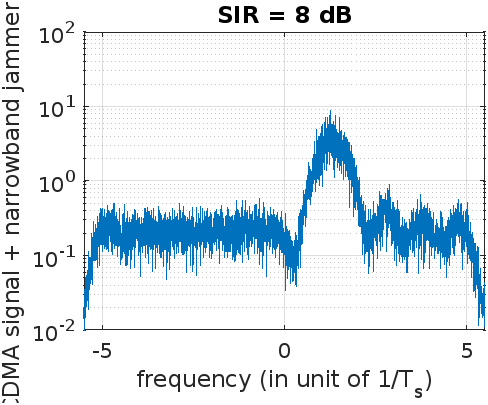 SIR = 8 dB
CDMA signal + narrowband jammer
10^2
10^1
10^0
10^-1
10^-2
-5
0
5
frequency (in unit of 1/T_s)